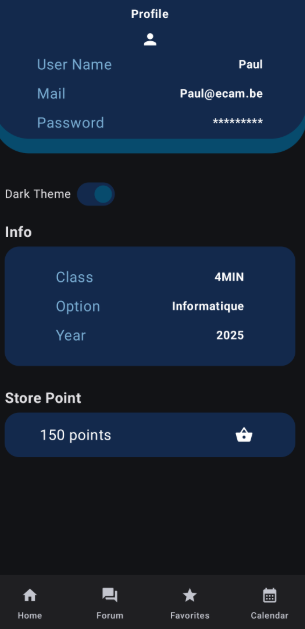 Profile
User Name Paul
Mail Paul@ecam.be
Password *********
Dark Theme
Info
Class 4MIN
Option Informatique
Year 2025
Store Point
150 points
Home Forum Favorites Calendar